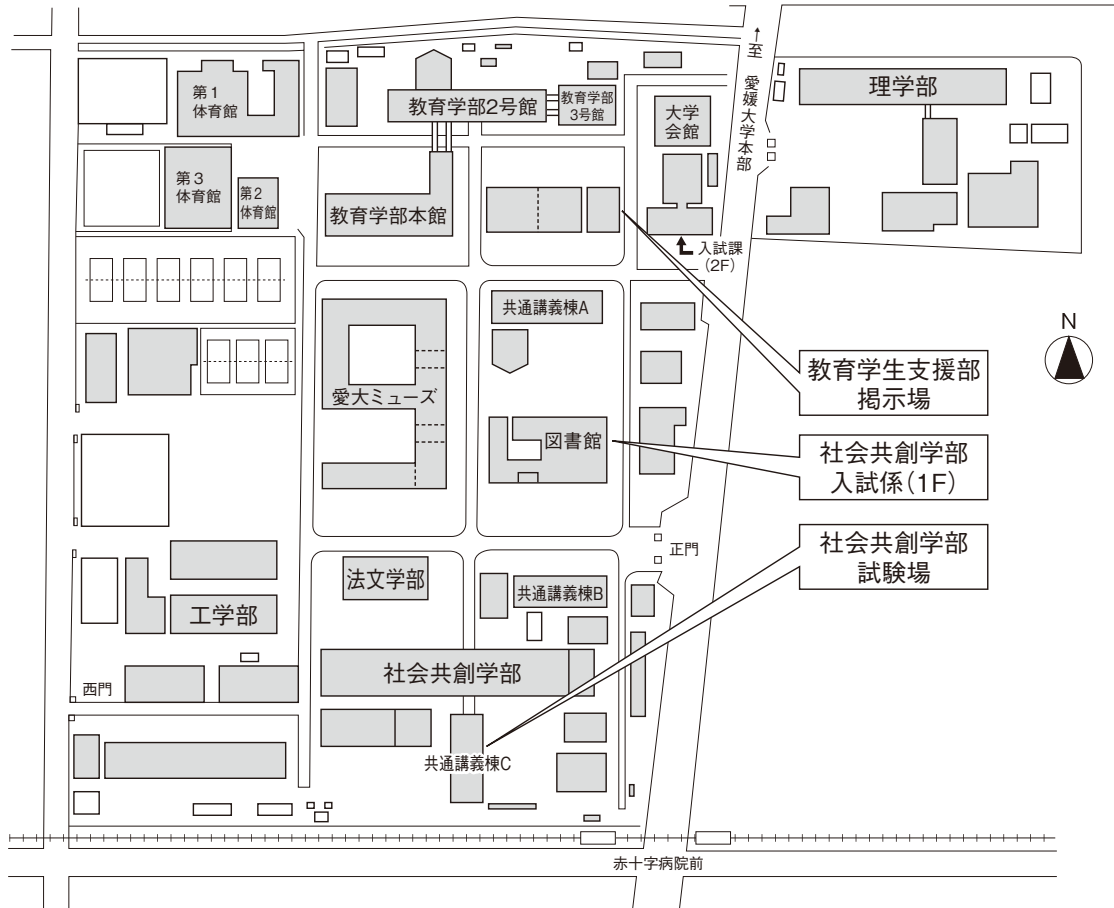 ↑至
愛媛大学本部
第1
体育館
教育学部2号館
教育学部
3号館
大学
会館
理学部
第3
体育館
第2
体育館
教育学部本館
入試課
(2F)
共通講義棟A
N
教育学生支援部
掲示場
愛大ミューズ
図書館
社会共創学部
入試係(1F)
正門
社会共創学部
試験場
法文学部
共通講義棟B
工学部
社会共創学部
西門
共通講義棟C
赤十字病院前